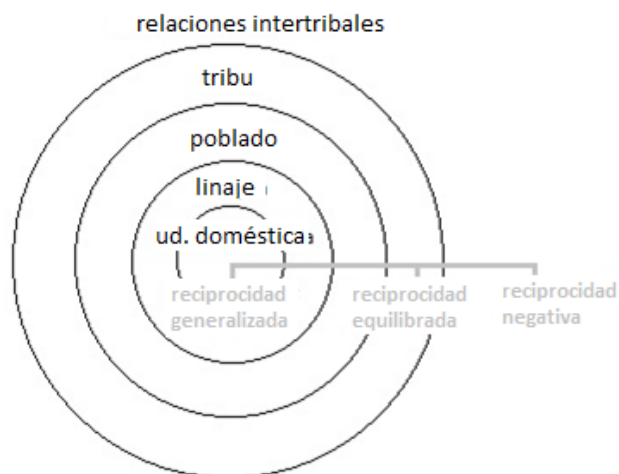 relaciones intertribales
tribu
poblado
linaje
ud. doméstica
reciprocidad
generalizada
reciprocidad
equilibrada
reciprocidad
negativa